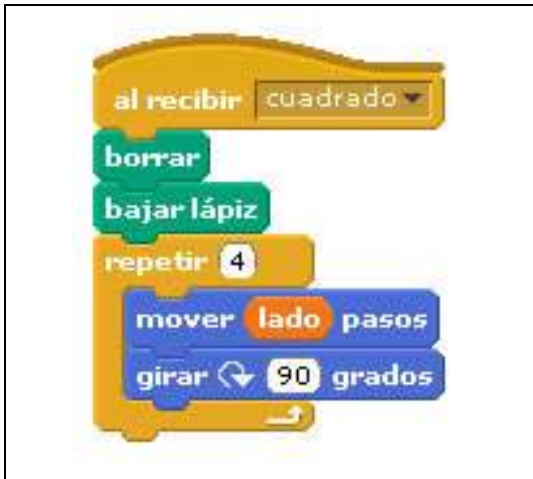 al recibir cuadrado
borrar
bajar lápiz
repetir 4
mover lado pasos
girar 90 grados